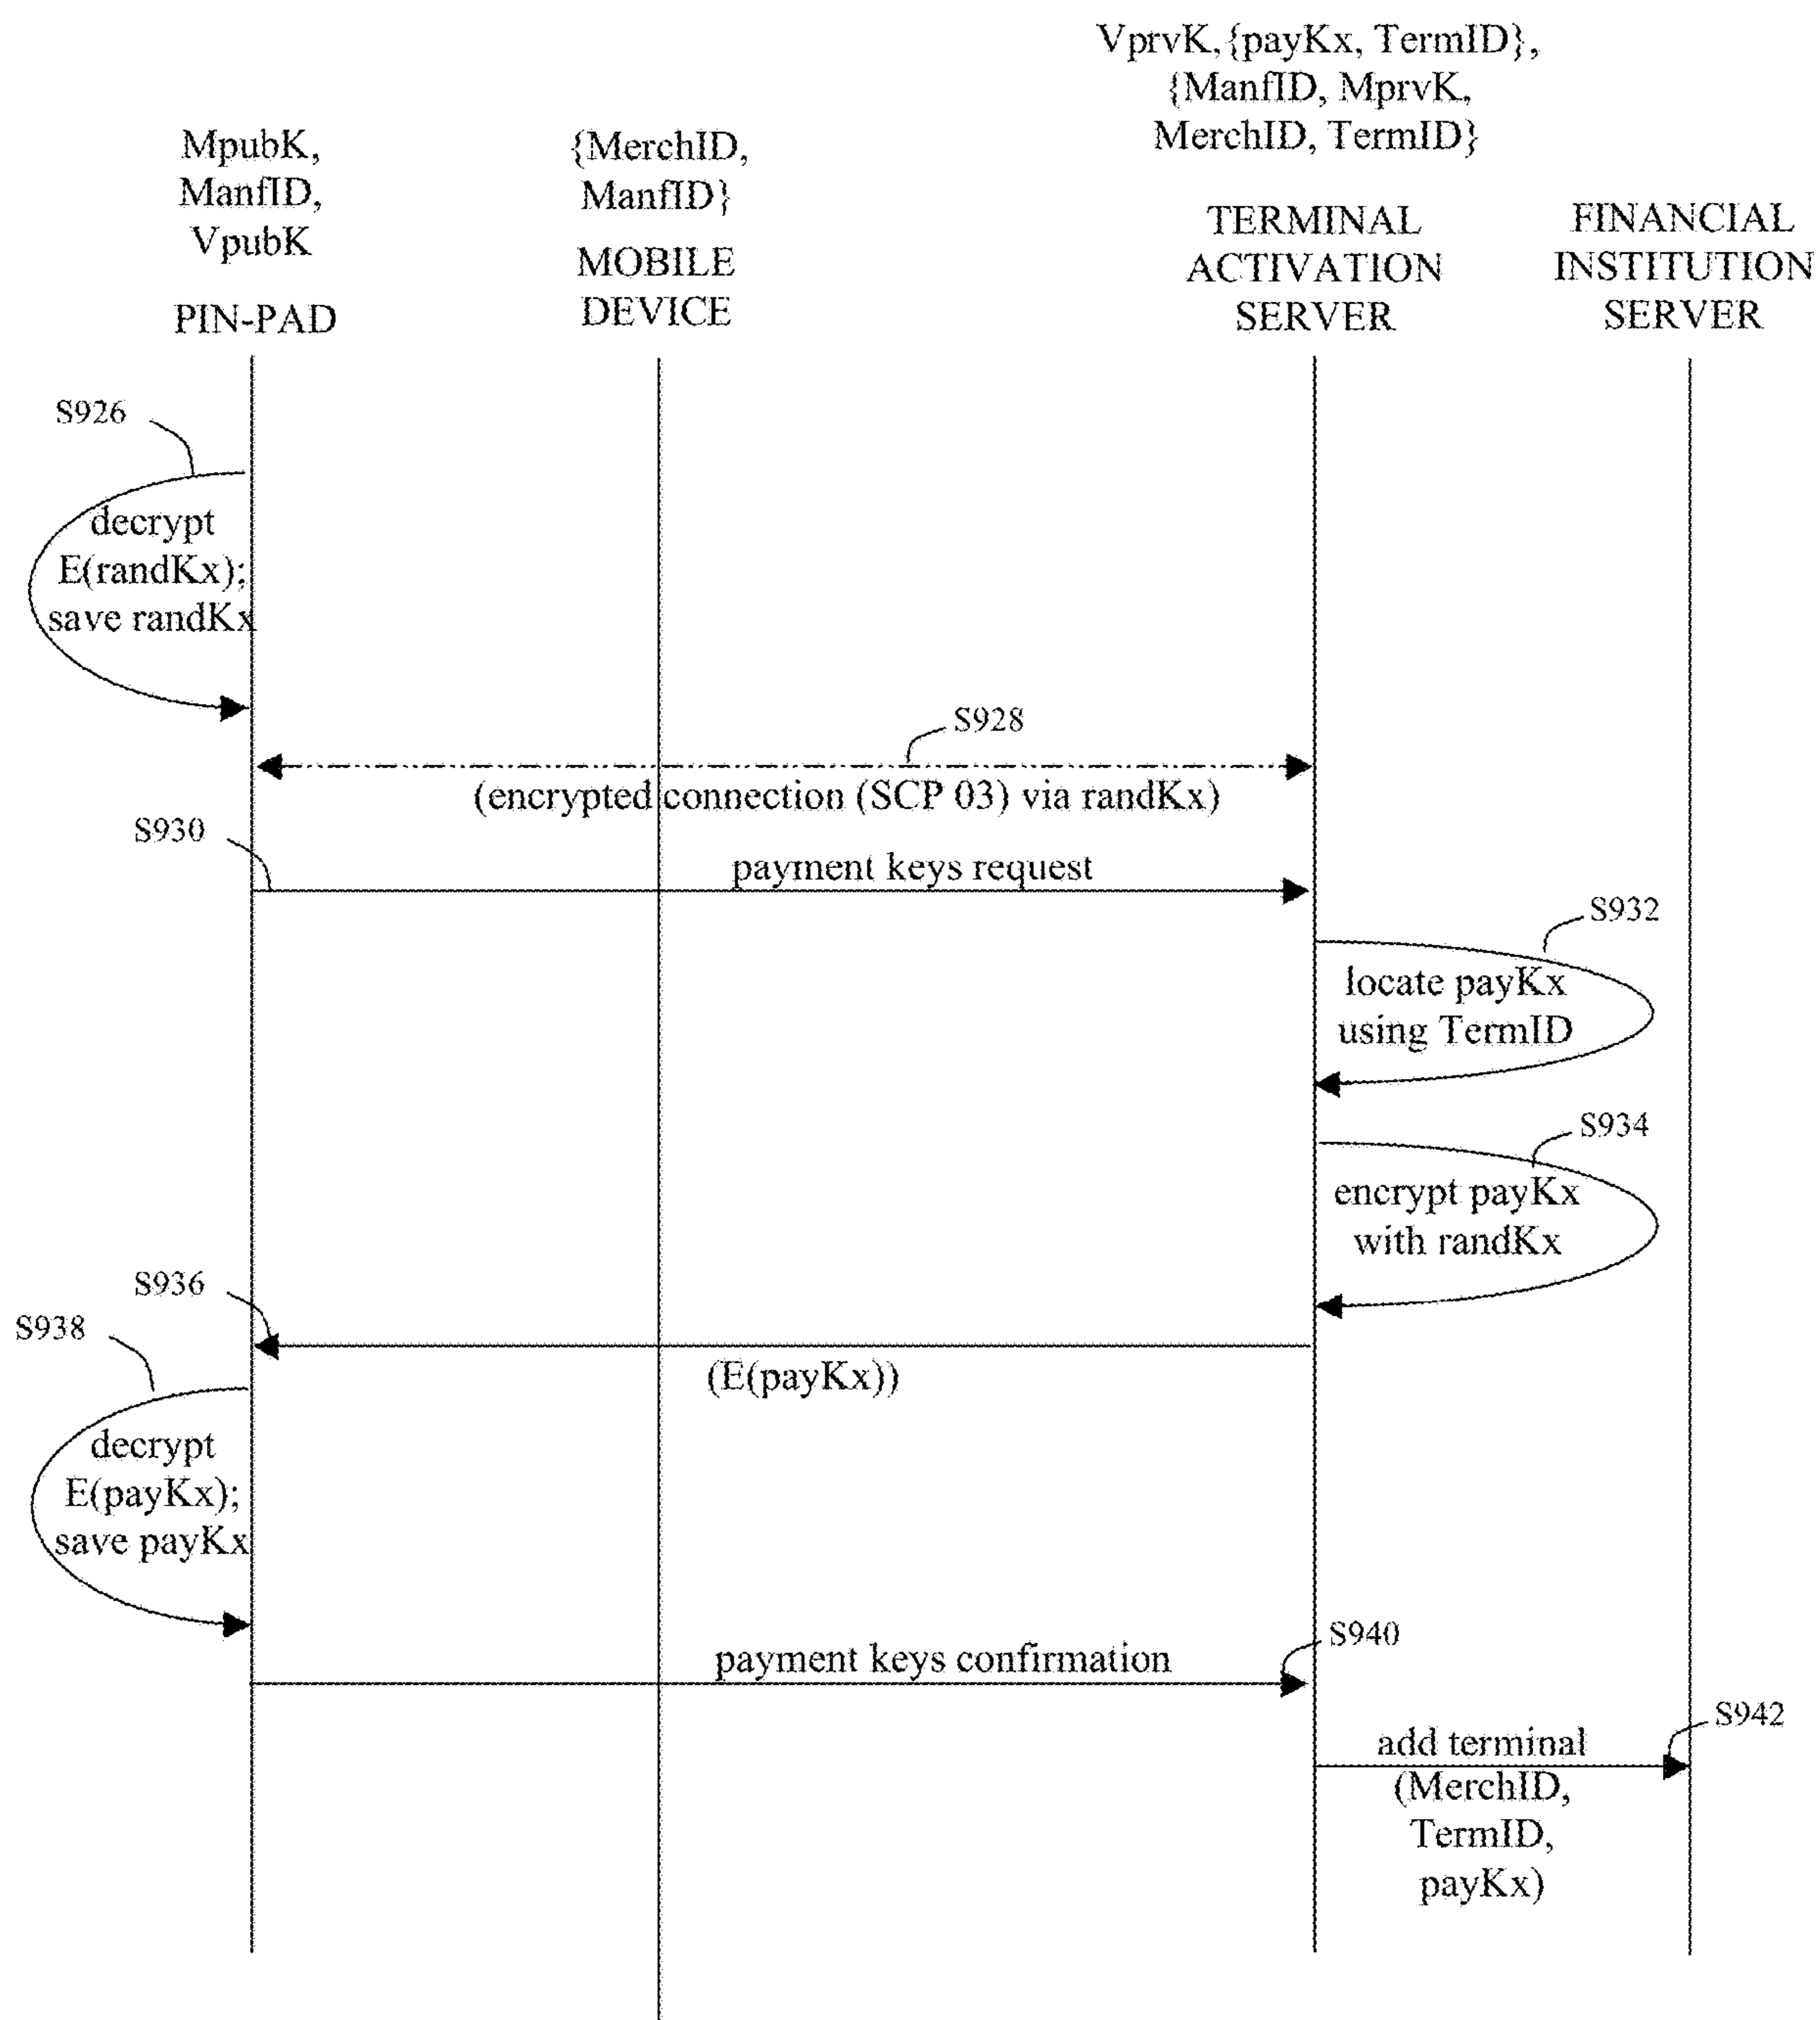 VprvK, {payKx, TermID},
{ManfID, MprvK,
MerchID, TermID}
MpubK,
ManfID,
VpubK
{MerchID,
ManfID}
PIN-PAD
MOBILE
DEVICE
TERMINAL
ACTIVATION
SERVER
FINANCIAL
INSTITUTION
SERVER
S926
decrypt
E(randKx);
save randKx
S928
(encrypted connection (SCP 03) via randKx)
S930
payment keys request
S932
locate payKx
using TermID
S934
encrypt payKx
with randKx
S936
(E(payKx))
S938
decrypt
E(payKx);
save payKx
S940
payment keys confirmation
S942
add terminal
(MerchID,
TermID,
payKx)